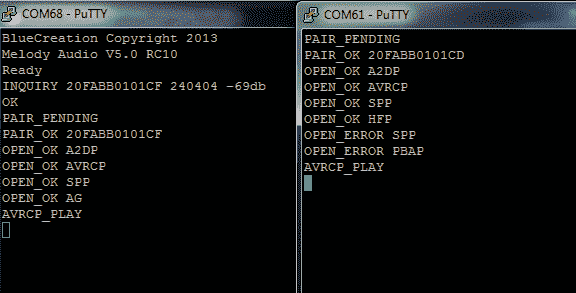 COM68 - PuTTY
BlueCreation Copyright 2013
Melody Audio V5.0 RC10
Ready
INQUIRY 20FABB0101CF 240404 -69db
OK
PAIR_PENDING
PAIR_OK 20FABB0101CF
OPEN_OK A2DP
OPEN_OK AVRCP
OPEN_OK SPP
OPEN_OK AG
AVRCP_PLAY
COM61 - PuTTY
PAIR_PENDING
PAIR_OK 20FABB0101CD
OPEN_OK A2DP
OPEN_OK AVRCP
OPEN_OK SPP
OPEN_OK HFP
OPEN_ERROR SPP
OPEN_ERROR PBAP
AVRCP_PLAY